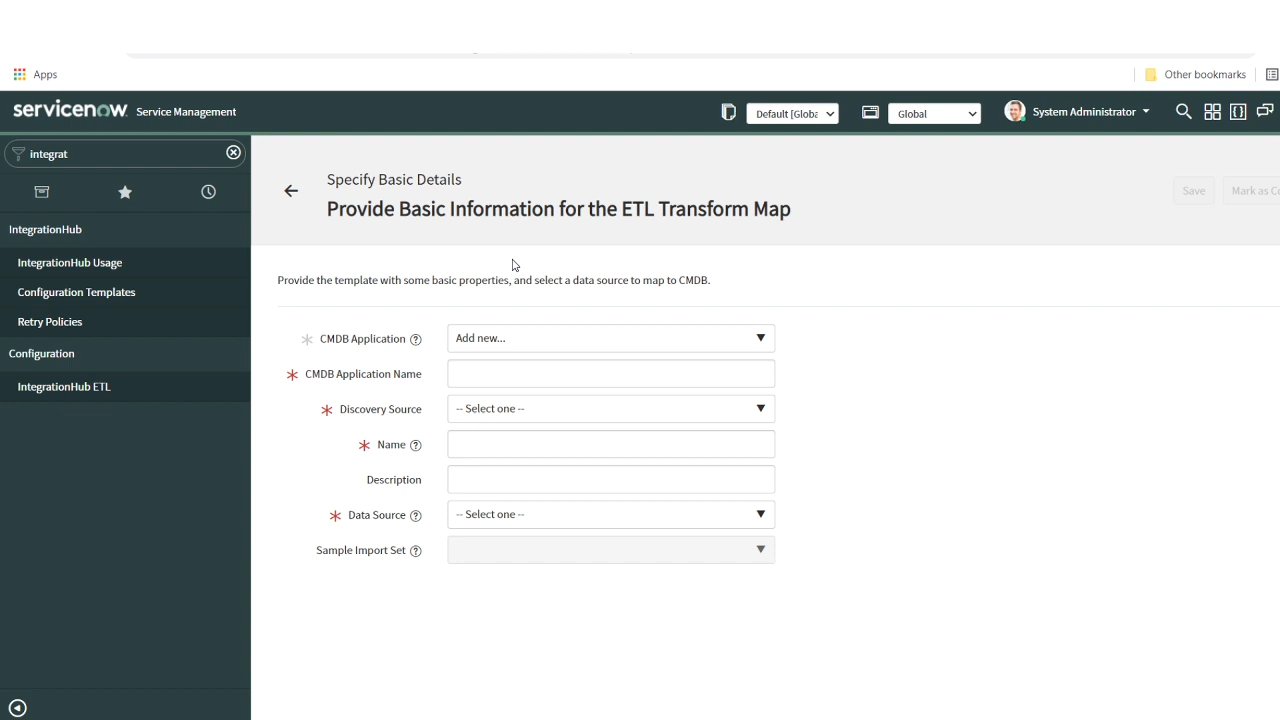 Apps
Other bookmarks
servicenow Service Management
Default [Globa
Global
System Administrator
integrat
IntegrationHub
IntegrationHub Usage
Configuration Templates
Retry Policies
Configuration
IntegrationHub ETL
Specify Basic Details
Provide Basic Information for the ETL Transform Map
Save
Mark as Co
Provide the template with some basic properties, and select a data source to map to CMDB.
CMDB Application
Add new...
CMDB Application Name
Discovery Source
-- Select one --
Name
Description
Data Source
-- Select one --
Sample Import Set